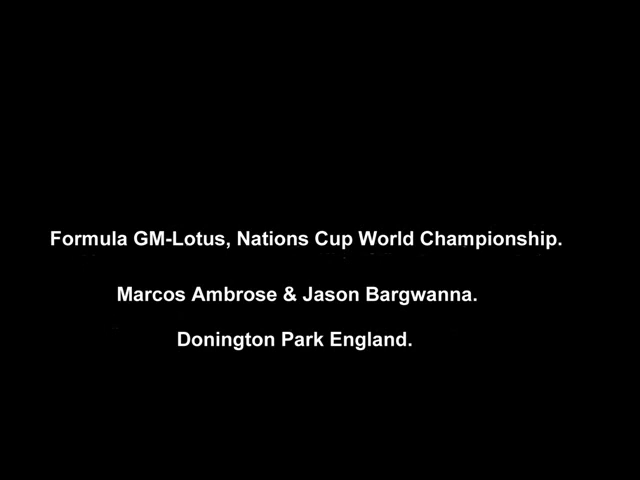 Formula GM-Lotus, Nations Cup World Championship.
Marcos Ambrose & Jason Bargwanna.
Donington Park England.